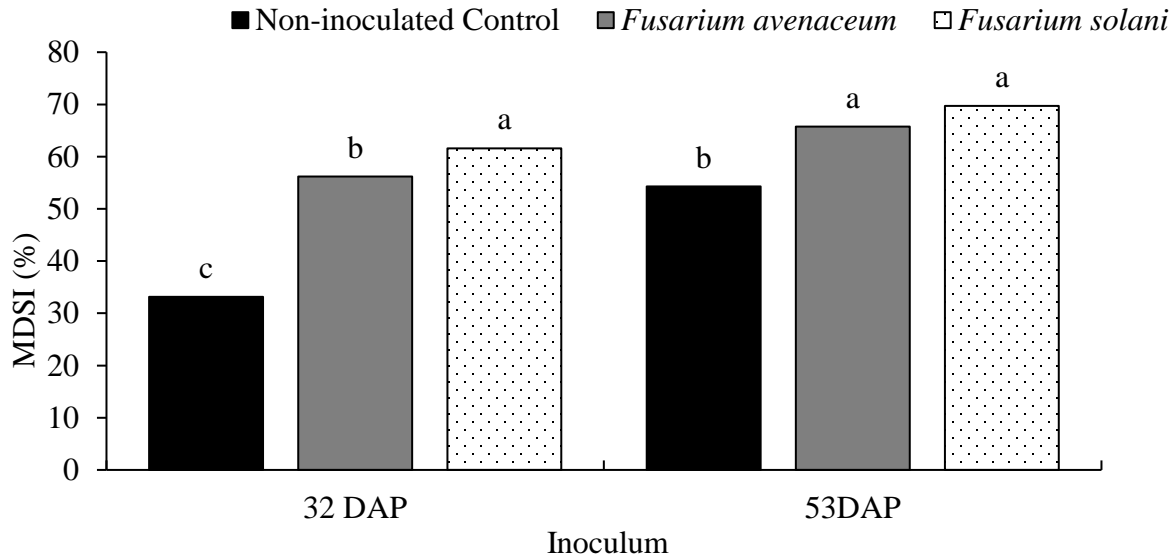 Non-inoculated Control Fusarium avenaceum Fusarium solani
80
70
60
50
40
30
20
10
0
MDSI (%)
c
b
a
b
a
a
32 DAP 53DAP
Inoculum